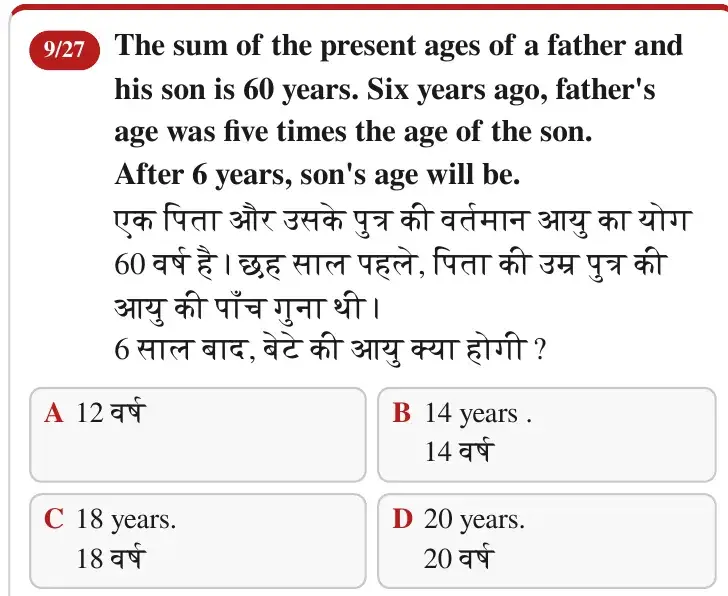 9/27 The sum of the present ages of a father and
his son is 60 years. Six years ago, father's
age was five times the age of the son.
After 6 years, son's age will be.
एक पिता और उसके पुत्र की वर्तमान आयु का योग
60 वर्ष है। छह साल पहले, पिता की उम्र पुत्र की
आयु की पाँच गुना थी।
6 साल बाद, बेटे की आयु क्या होगी ?
A 12 वर्ष
B 14 years .
14 वर्ष
C 18 years.
18 वर्ष
D 20 years.
20 वर्ष